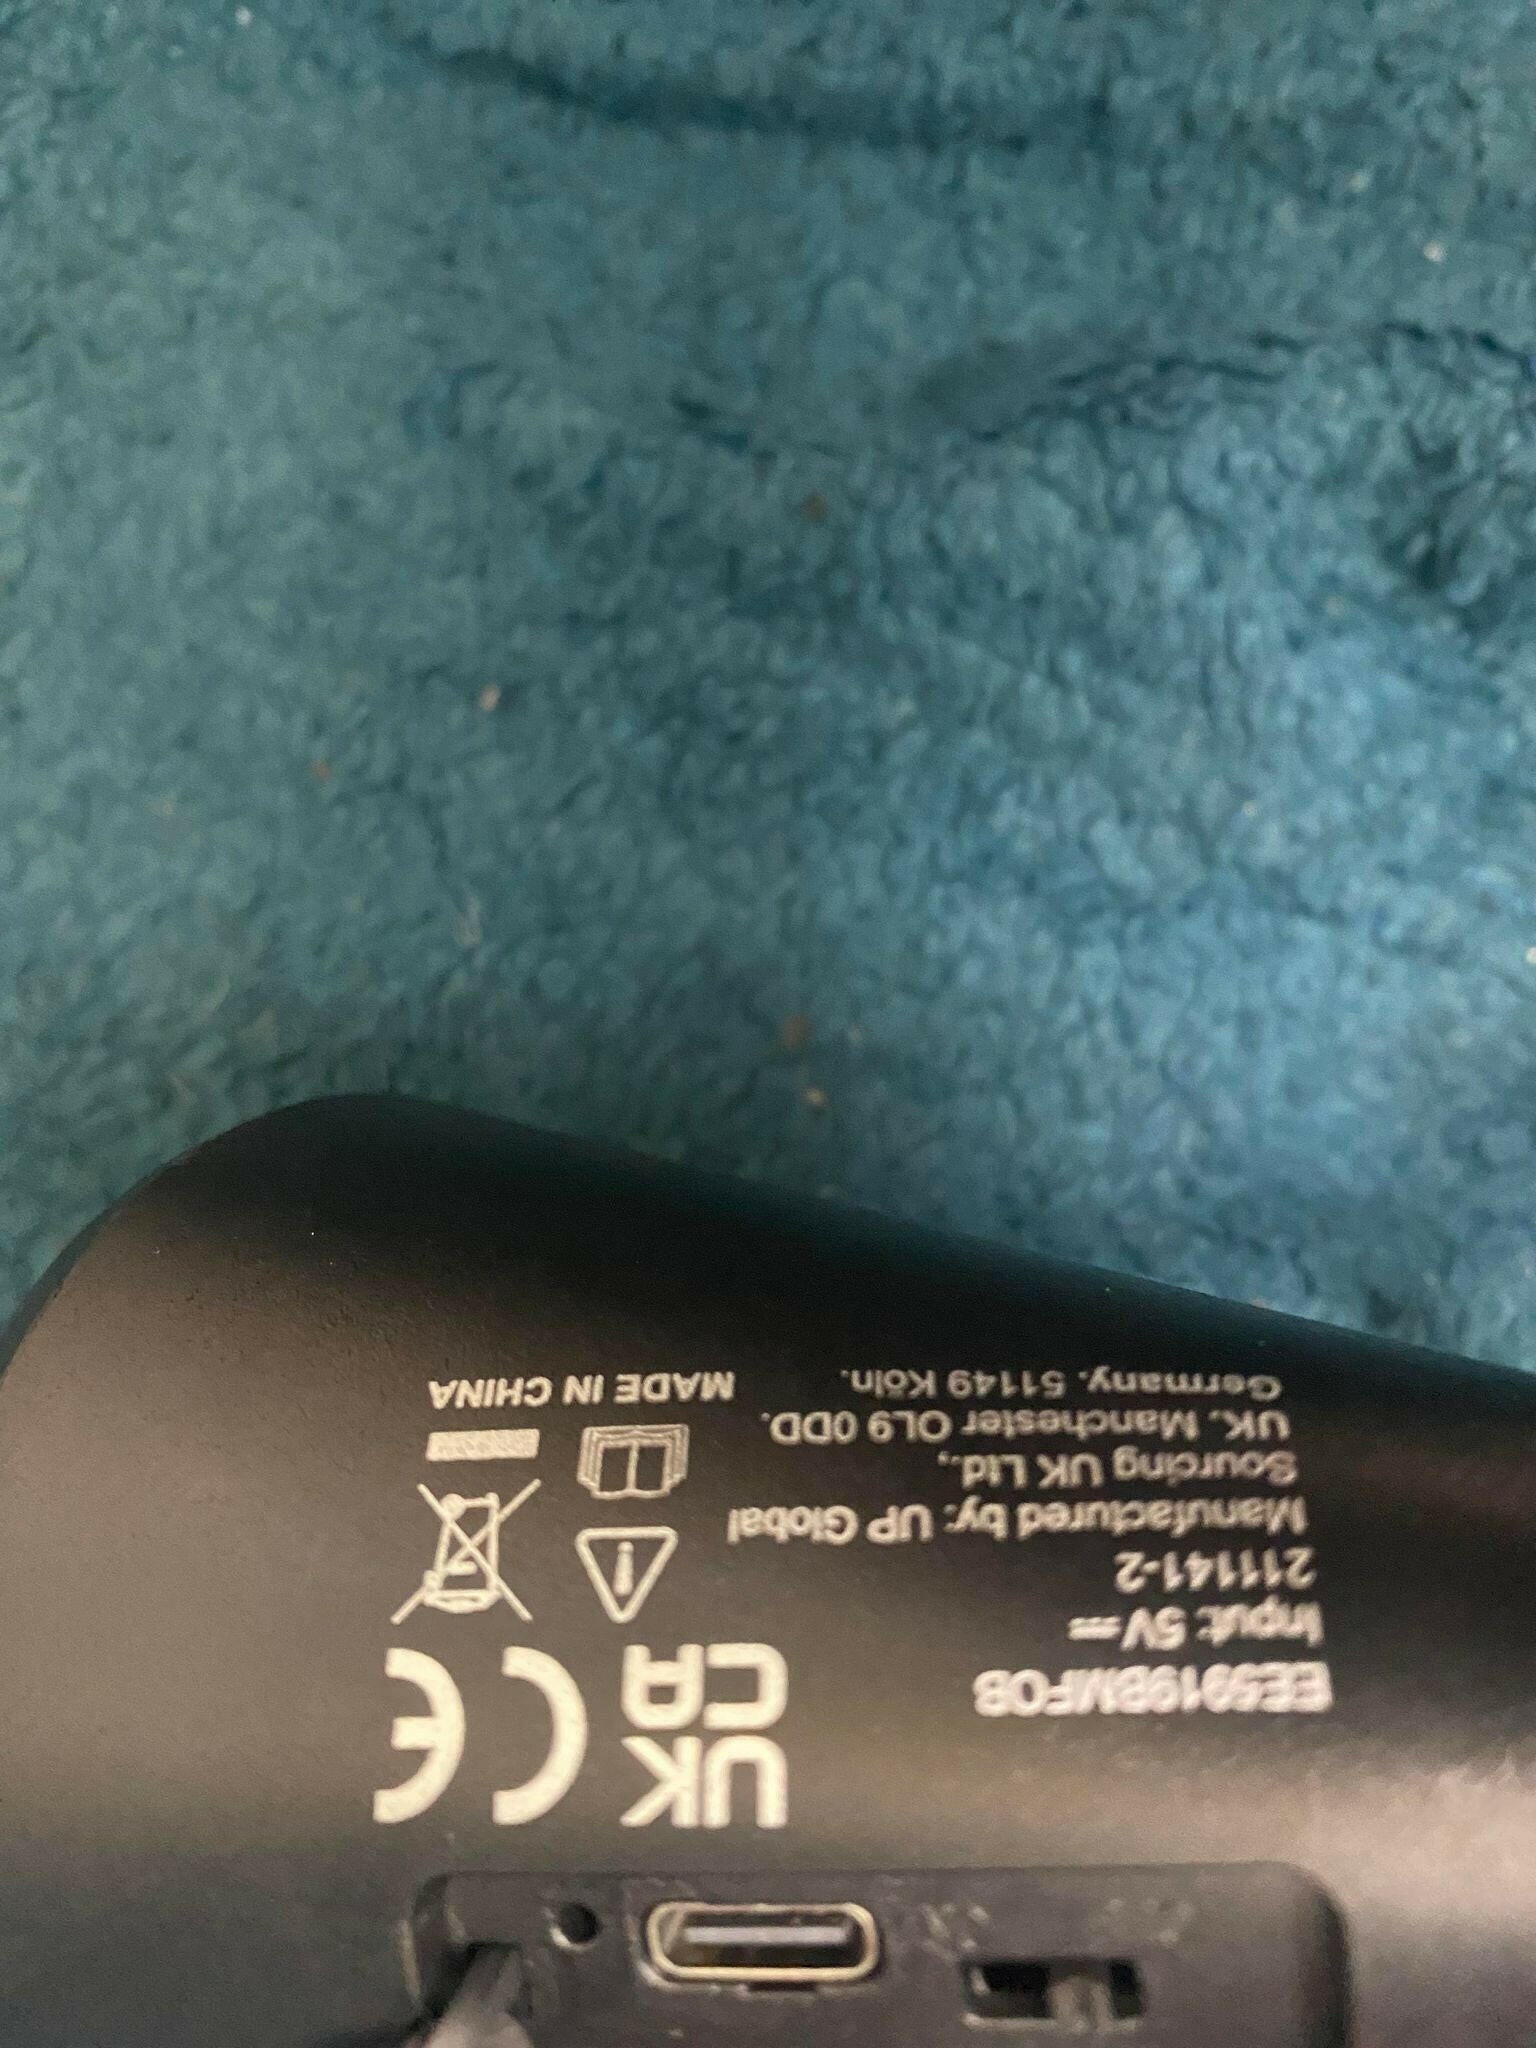 UK
CA
CE
EE5919BMFOB
Input: 5V⎓
211141-2
Manufactured by: UP Global
Sourcing UK Ltd.,
UK. Manchester OL9 0DD.
Germany. 51149 Köln.
MADE IN CHINA